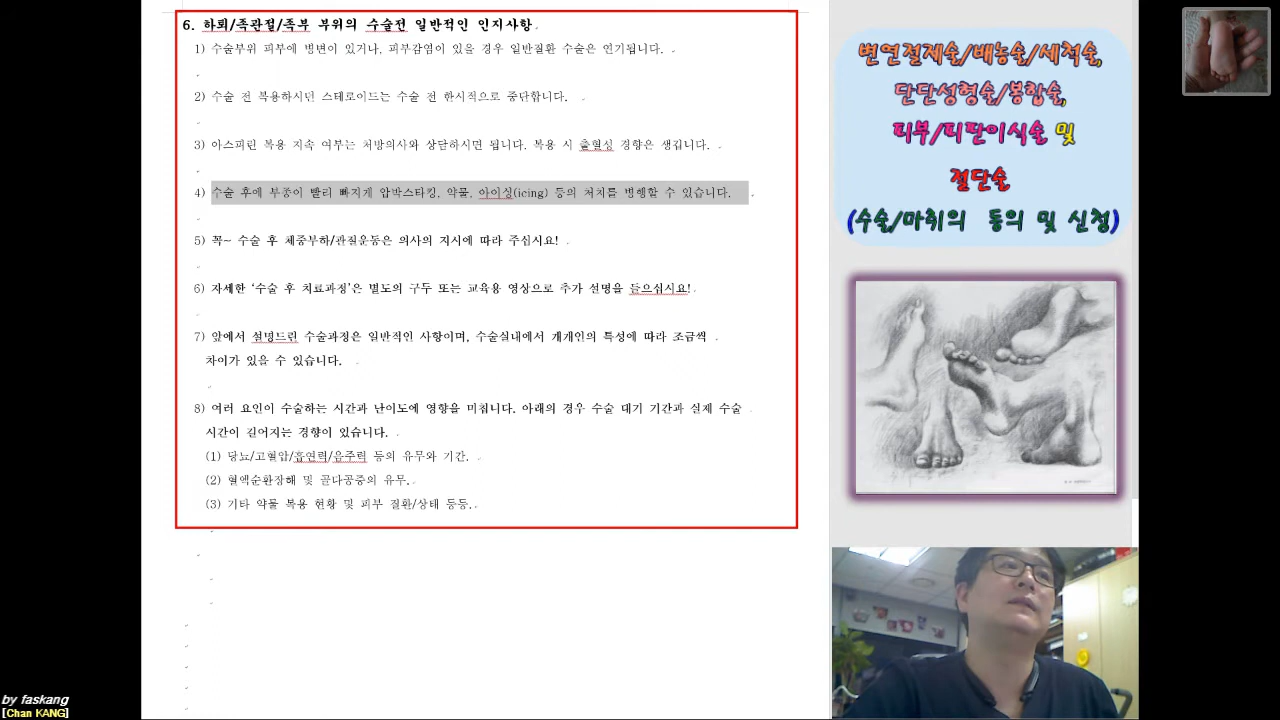 6. 하퇴/족관절/족부 부위의 수술전 일반적인 인지사항
1) 수술부위 피부에 병변이 있거나, 피부감염이 있을 경우 일반질환 수술은 연기됩니다.
2) 수술 전 복용하시던 스테로이드는 수술 전 한시적으로 중단합니다.
3) 아스피린 복용 지속 여부는 처방의사와 상담하시면 됩니다. 복용 시 출혈성 경향은 생깁니다.
4) 수술 후에 부종이 빨리 빠지게 압박스타킹, 약물, 아이싱(icing) 등의 처치를 병행할 수 있습니다.
5) 꼭~ 수술 후 체중부하/관절운동은 의사의 지시에 따라 주십시요!
6) 자세한 '수술 후 치료과정'은 별도의 구두 또는 교육용 영상으로 추가 설명을 들으십시요!
7) 앞에서 설명드린 수술과정은 일반적인 사항이며, 수술실내에서 개개인의 특성에 따라 조금씩
차이가 있을 수 있습니다.
8) 여러 요인이 수술하는 시간과 난이도에 영향을 미칩니다. 아래의 경우 수술 대기 기간과 실제 수술
시간이 길어지는 경향이 있습니다.
(1) 당뇨/고혈압/흡연력/음주력 등의 유무와 기간.
(2) 혈액순환장해 및 골다공증의 유무.
(3) 기타 약물 복용 현황 및 피부 질환/상태 등등.
변연절제술/배농술/세척술,
단단성형술/봉합술,
피부/피판이식술 및
절단술
(수술/마취의 동의 및 신청)
by faskang
[Chan KANG]